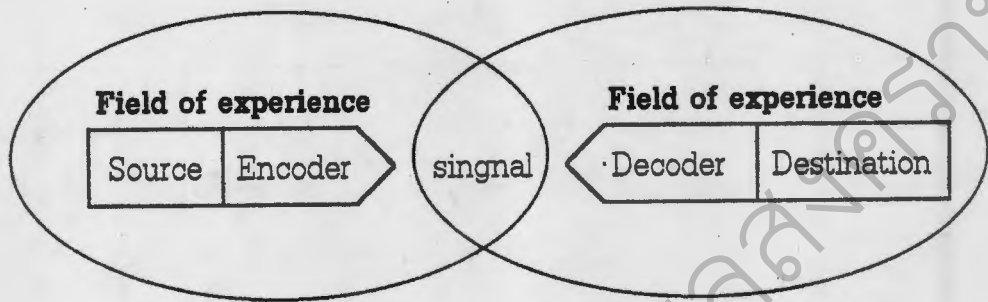 Field of experience Field of experience
Source Encoder singnal Decoder Destination